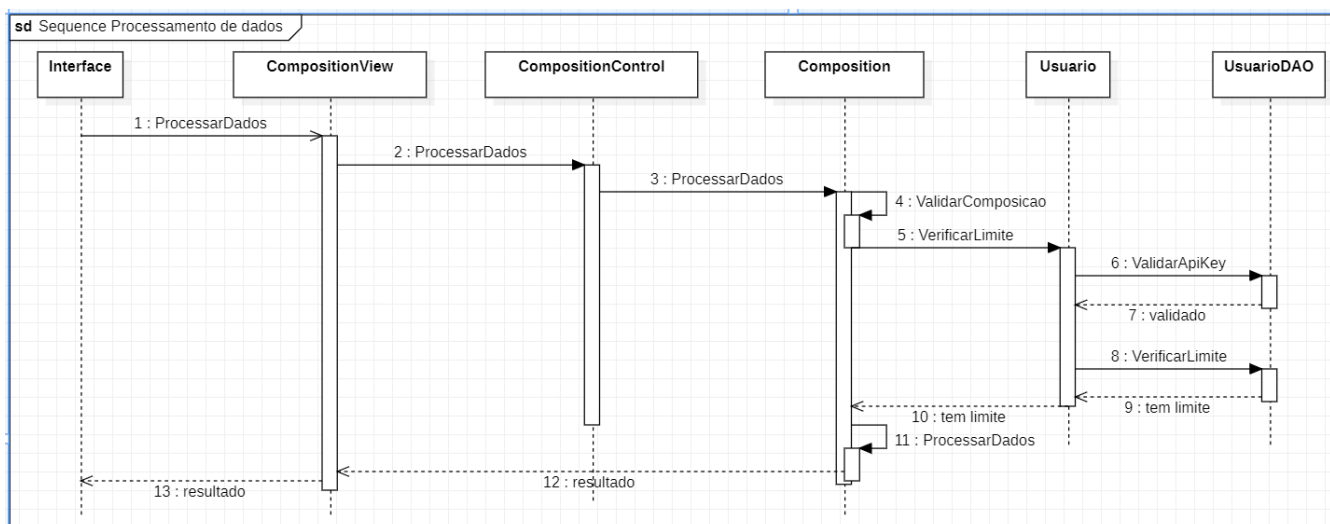 sd Sequence Processamento de dados
Interface
CompositionView
CompositionControl
Composition
Usuario
UsuarioDAO
1 : ProcessarDados
2 : ProcessarDados
3 : ProcessarDados
4 : ValidarComposicao
5 : VerificarLimite
6 : ValidarApiKey
7 : validado
8 : VerificarLimite
9 : tem limite
10 : tem limite
11 : ProcessarDados
12 : resultado
13 : resultado